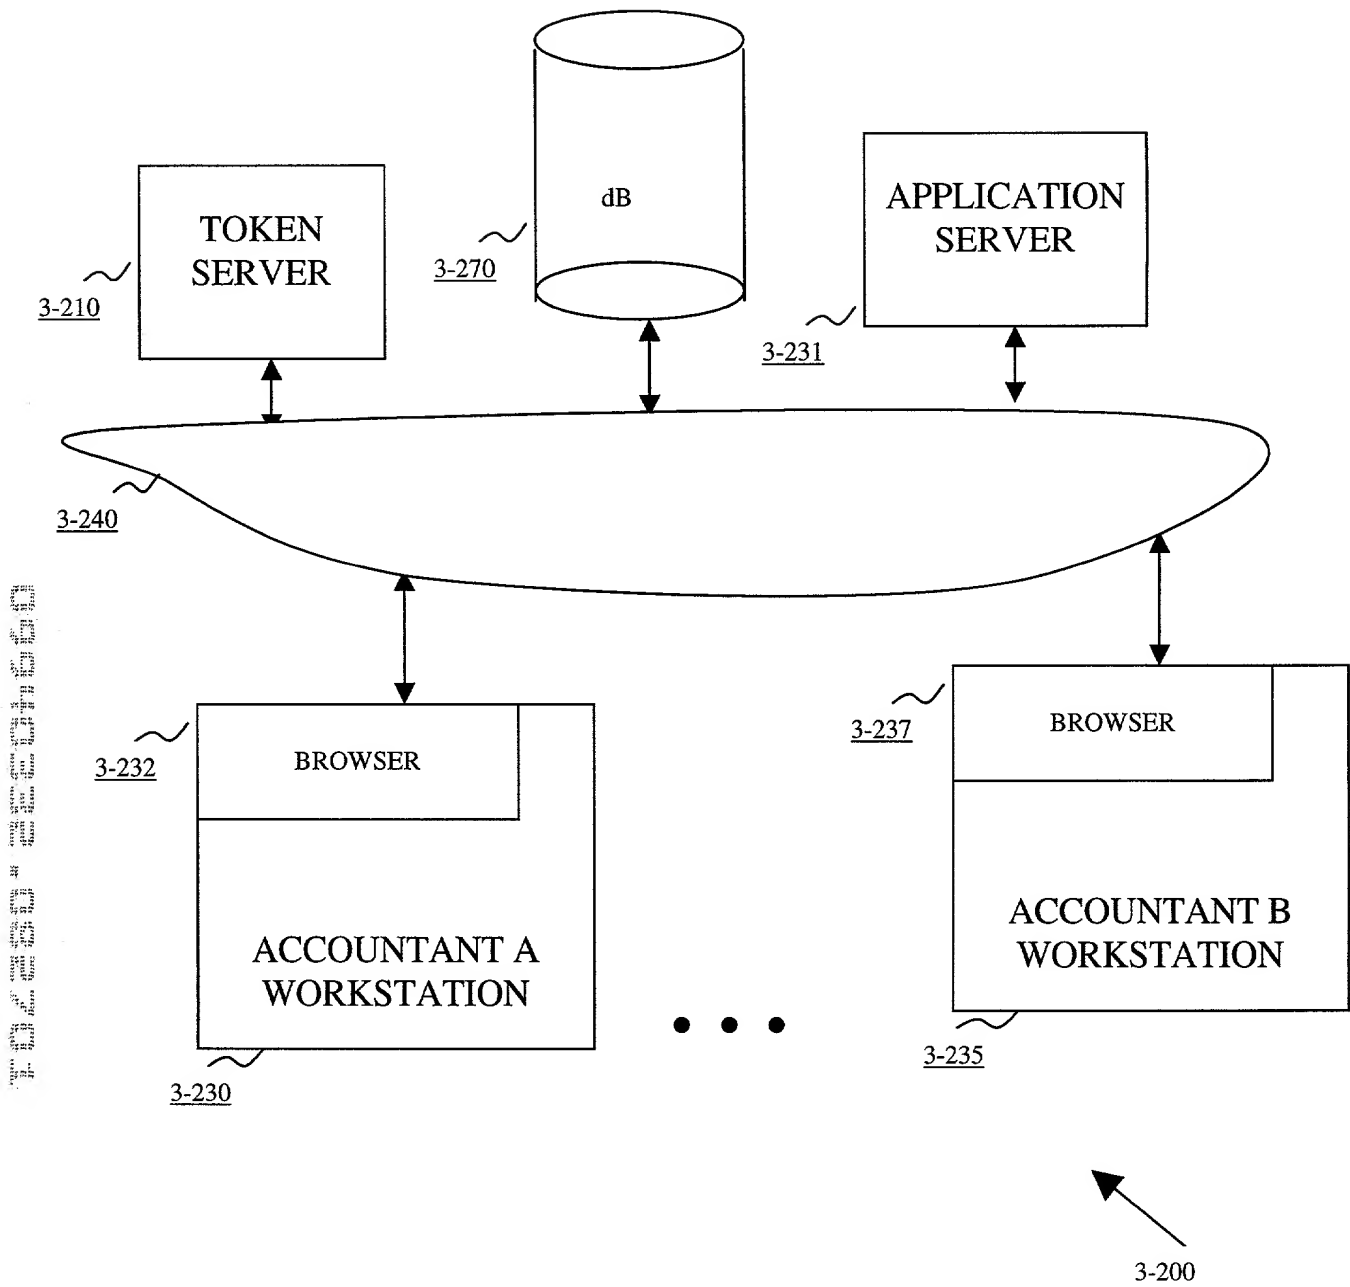 dB
APPLICATION
SERVER
TOKEN
SERVER
3-270
3-210
3-231
3-240
3-237
BROWSER
3-232
BROWSER
ACCOUNTANT B
WORKSTATION
ACCOUNTANT A
WORKSTATION
• • •
3-235
3-230
3-200